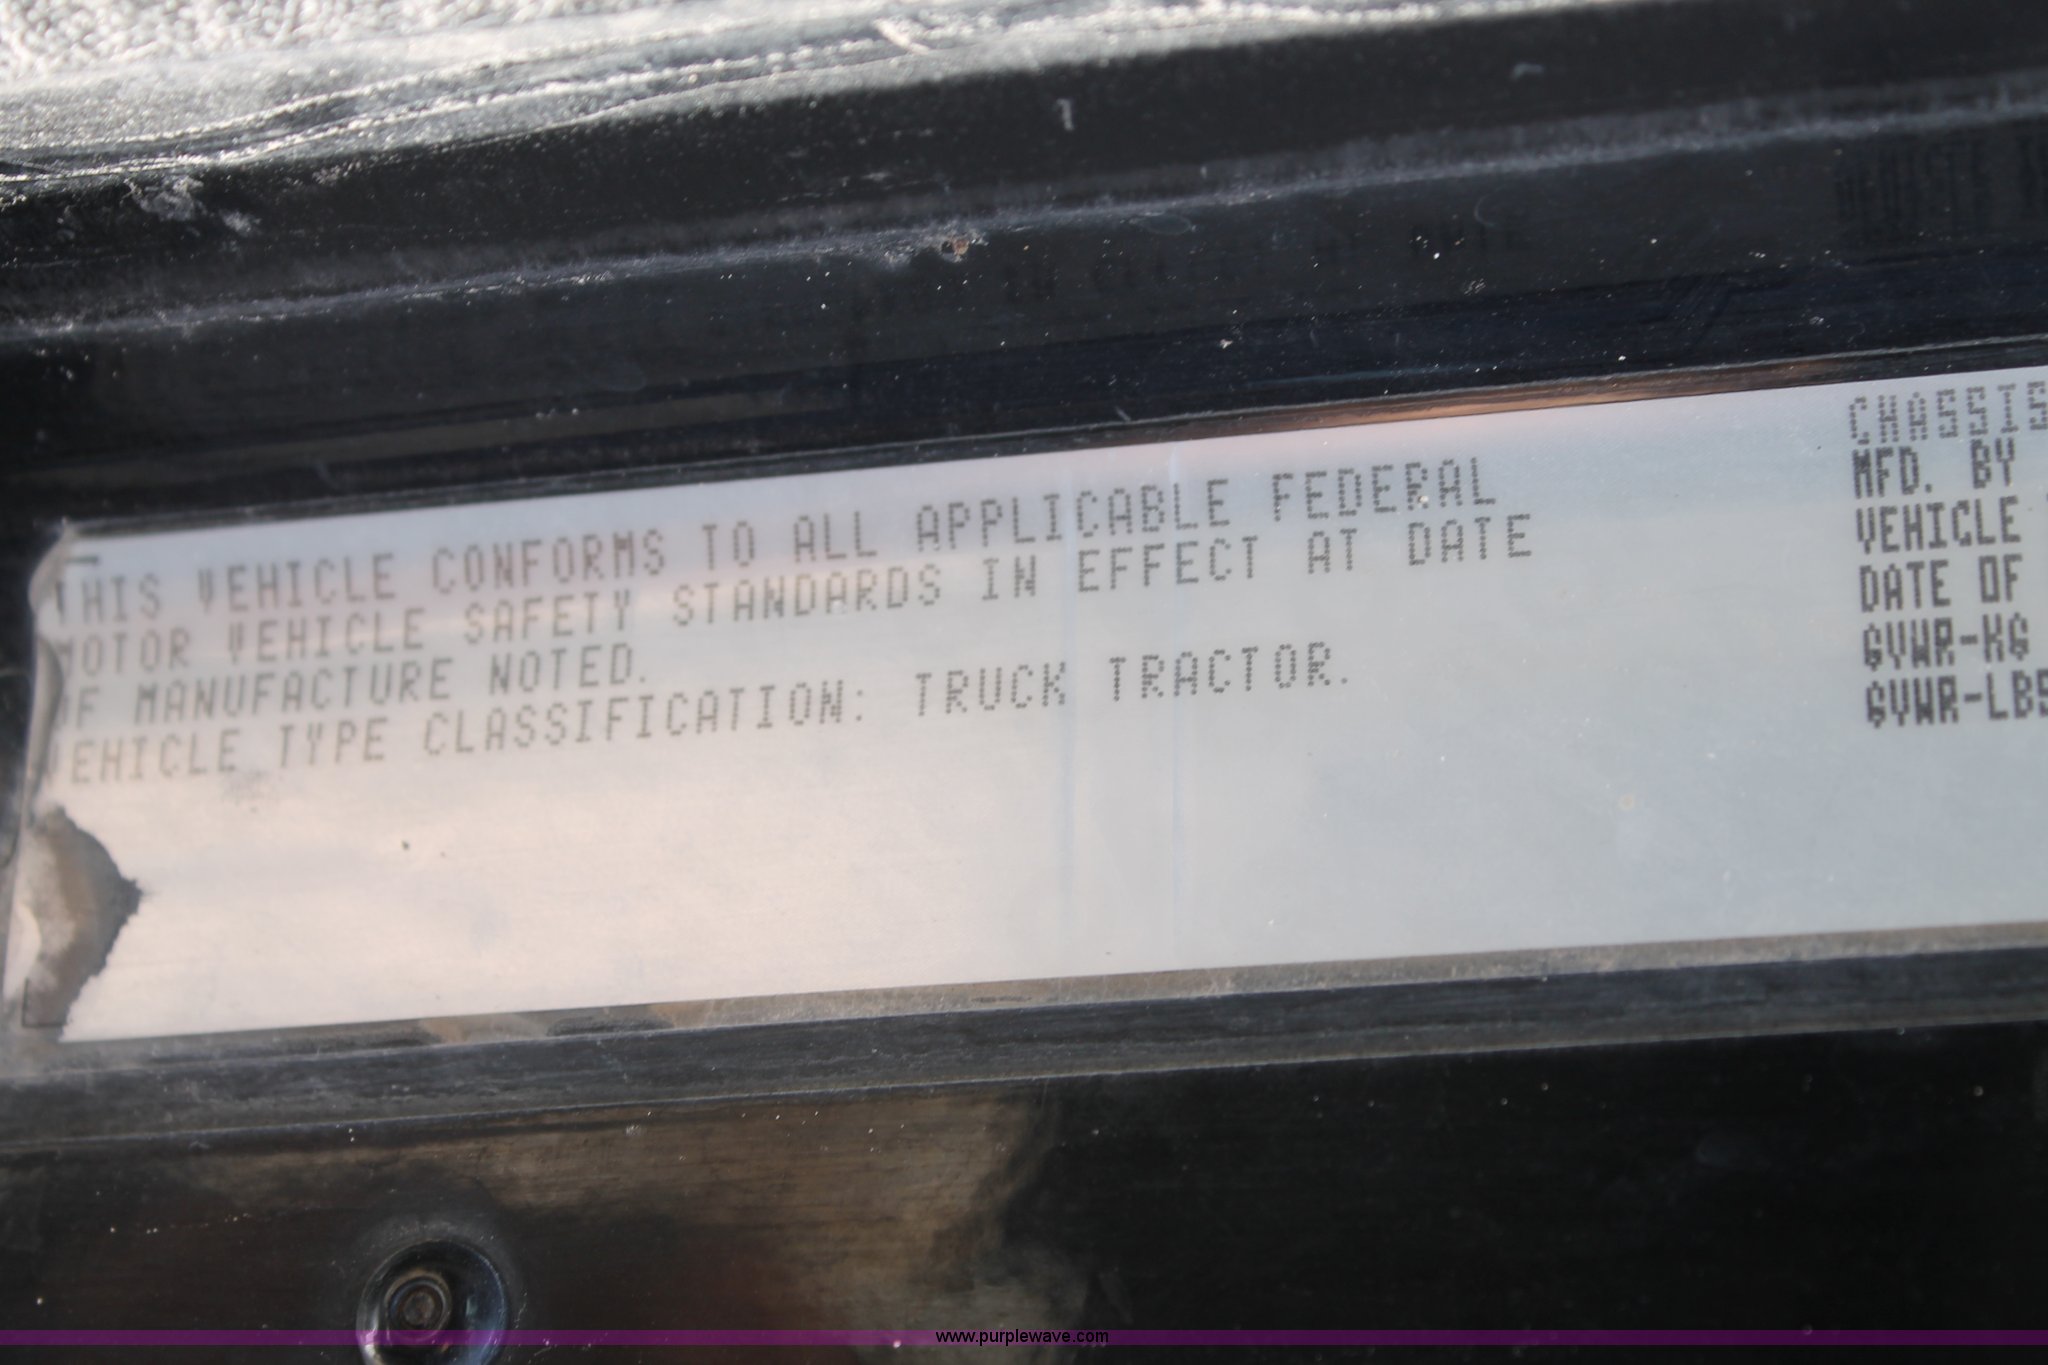 THIS VEHICLE CONFORMS TO ALL APPLICABLE FEDERAL
MOTOR VEHICLE SAFETY STANDARDS IN EFFECT AT DATE
OF MANUFACTURE NOTED.
VEHICLE TYPE CLASSIFICATION: TRUCK TRACTOR.
MFD. BY
VEHICLE
DATE OF
GVWR-KG
GVWR-LBS
www.purplewave.com